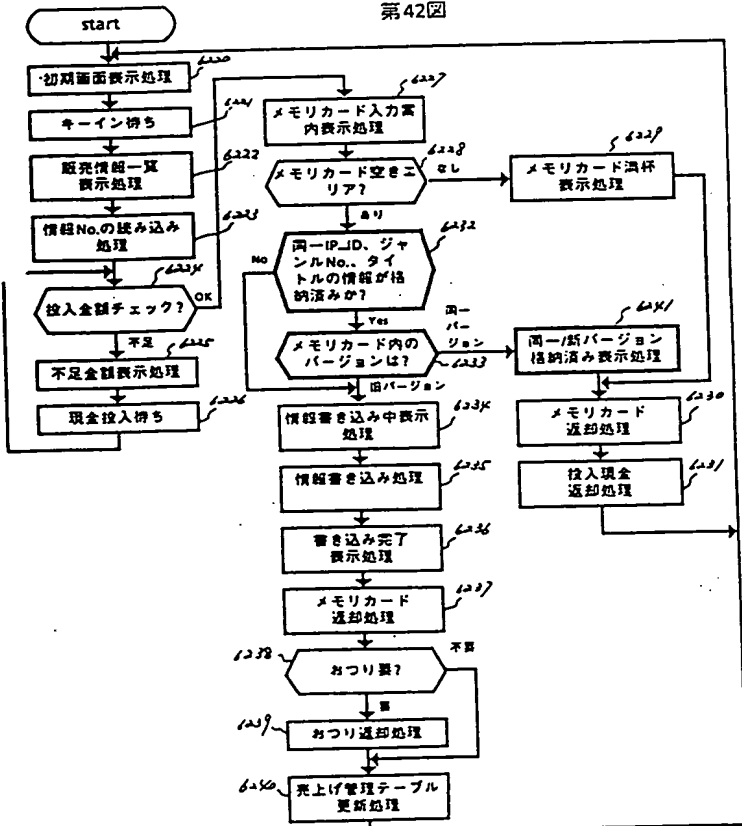 第42図
start
初期画面表示処理
6220
キーイン待ち
6221
販売情報一覧
表示処理
6222
情報No.の読み込み
処理
6223
投入金額チェック?
6224
OK
不足
不足金額表示処理
6225
現金投入待ち
6226
メモリカード入力案
内表示処理
6227
メモリカード空きエ
リア?
6228
なし
あり
メモリカード満杯
表示処理
6229
同一IP_ID、ジャ
ンルNo.、タイ
トルの情報が格
納済みか?
6232
No
Yes
メモリカード内の
バージョンは?
6233
同一
バー
ジョン
旧バージョン
同一/新バージョン
格納済み表示処理
6241
メモリカード
返却処理
6230
投入現金
返却処理
6231
情報書き込み中表示
処理
6234
情報書き込み処理
6235
書き込み完了
表示処理
6236
メモリカード
返却処理
6237
おつり要?
6238
不要
要
おつり返却処理
6239
売上げ管理テーブル
更新処理
6240